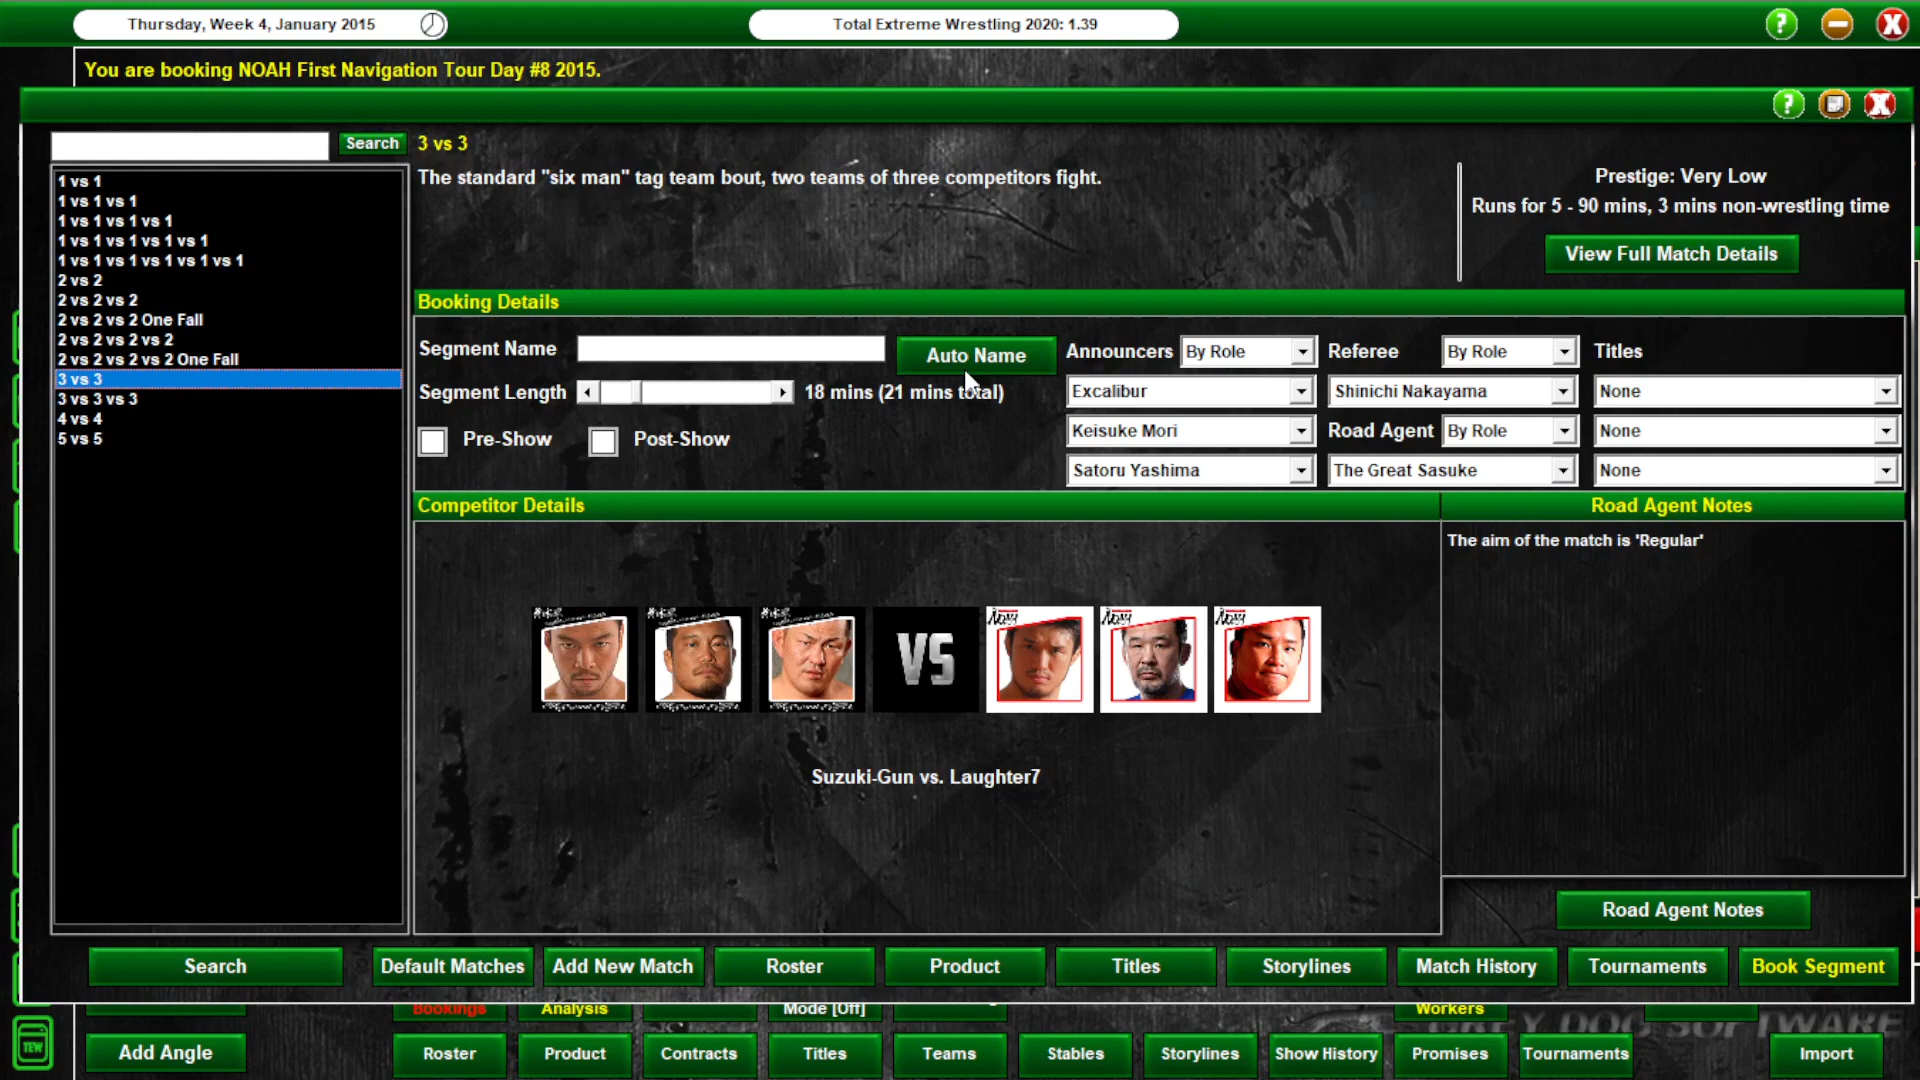 Thursday, Week 4, January 2015
Total Extreme Wrestling 2020: 1.39
You are booking NOAH First Navigation Tour Day #8 2015.
Search
3 vs 3
The standard "six man" tag team bout, two teams of three competitors fight.
Prestige: Very Low
Runs for 5 - 90 mins, 3 mins non-wrestling time
View Full Match Details
1 vs 1
1 vs 1 vs 1
1 vs 1 vs 1 vs 1
1 vs 1 vs 1 vs 1 vs 1
1 vs 1 vs 1 vs 1 vs 1 vs 1
2 vs 2
2 vs 2 vs 2
2 vs 2 vs 2 One Fall
2 vs 2 vs 2 vs 2
2 vs 2 vs 2 vs 2 One Fall
3 vs 3
3 vs 3 vs 3
4 vs 4
5 vs 5
Booking Details
Segment Name
Auto Name
Announcers
By Role
Referee
By Role
Titles
Segment Length
18 mins (21 mins total)
Excalibur
Shinichi Nakayama
None
Pre-Show
Post-Show
Keisuke Mori
Road Agent
By Role
None
Satoru Yashima
The Great Sasuke
None
Competitor Details
Road Agent Notes
The aim of the match is 'Regular'
NOAH
NOAH
NOAH
VS
Suzuki-Gun vs. Laughter7
Road Agent Notes
Search
Default Matches
Add New Match
Roster
Product
Titles
Storylines
Match History
Tournaments
Book Segment
Bookings
Analysis
Mode [Off]
Workers
GREY DOG SOFTWARE
TEW
Add Angle
Roster
Product
Contracts
Titles
Teams
Stables
Storylines
Show History
Promises
Tournaments
Import